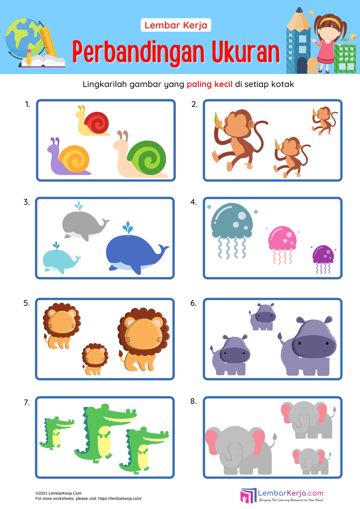 Lembar Kerja
Perbandingan Ukuran
Lingkarilah gambar yang paling kecil di setiap kotak
1.
2.
3.
4.
5.
6.
7.
8.
©2021 LembarKerja.Com
For more worksheets, please visit: https://lembarkerja.com/
LembarKerja.com